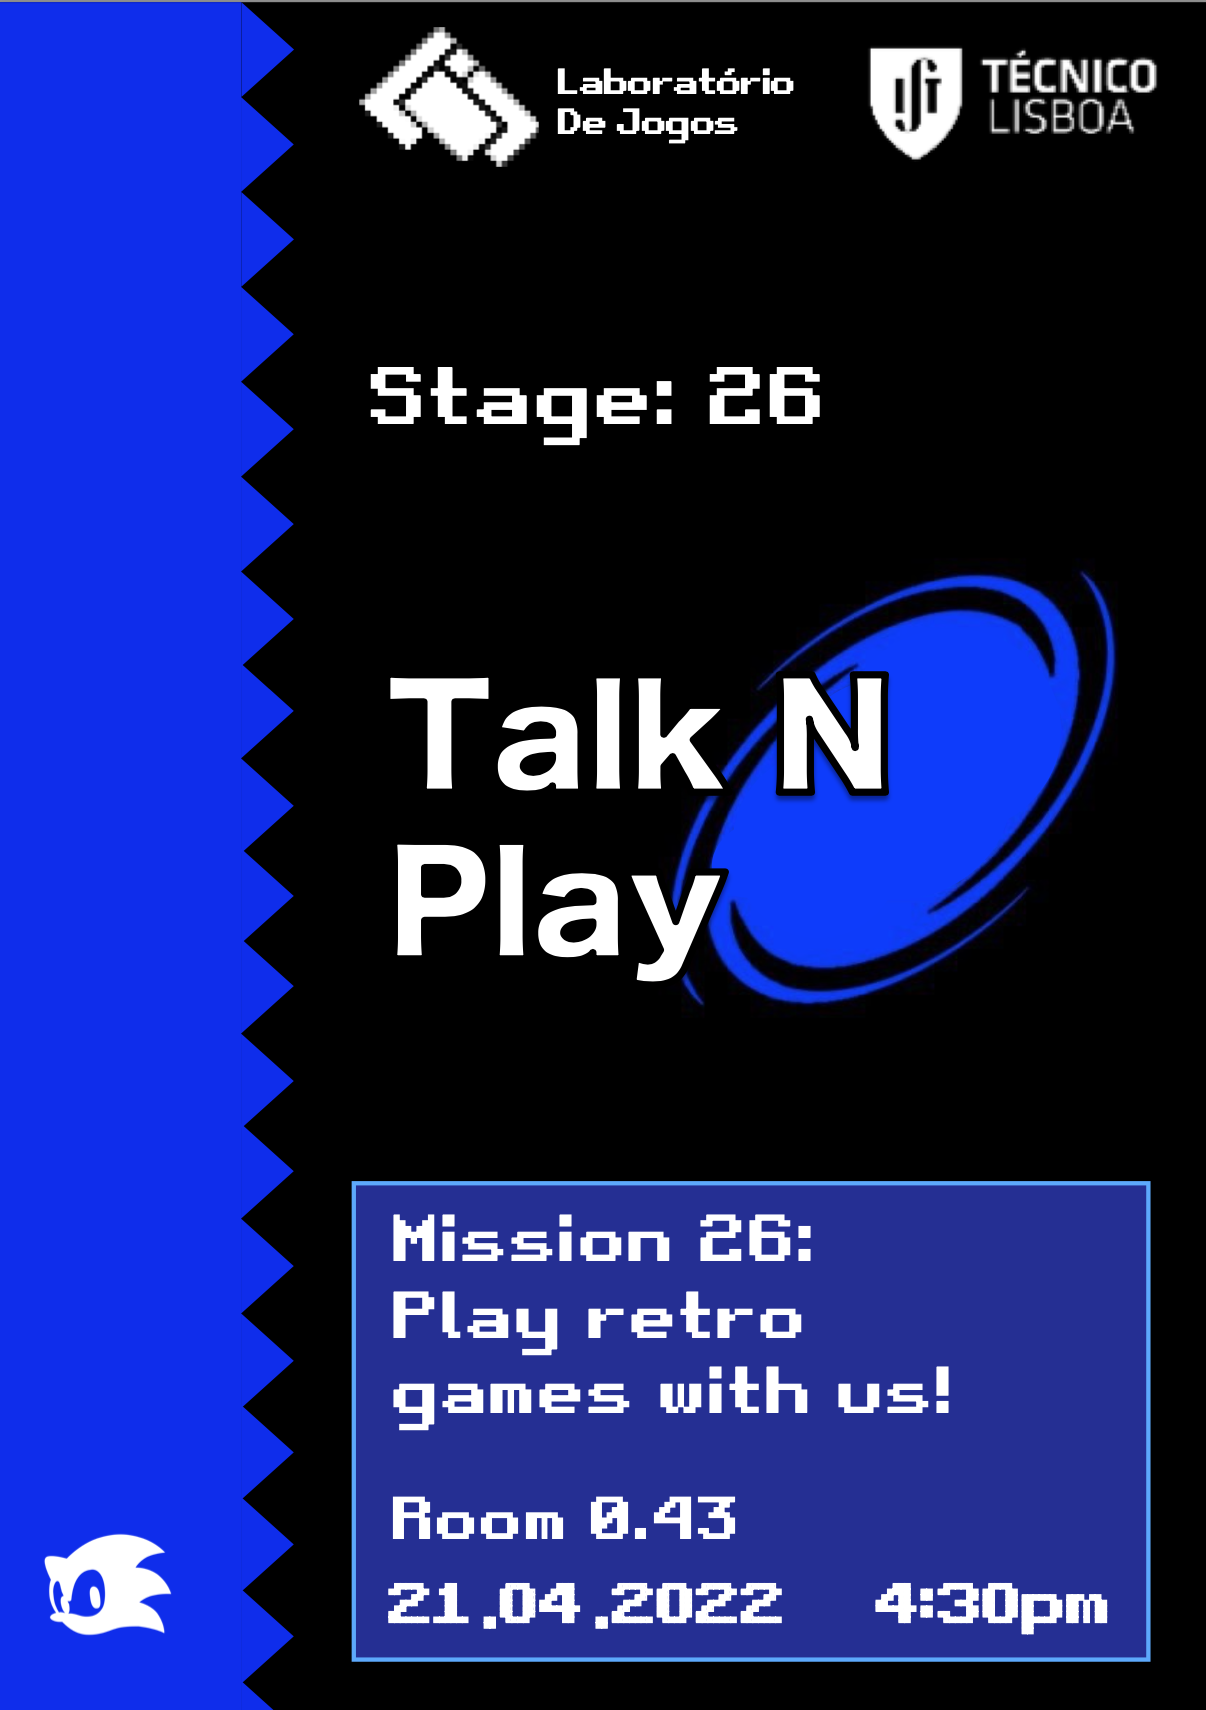 Laboratório
De Jogos
TÉCNICO
LISBOA
Stage: 26
Talk N
Play
Mission 26:
Play retro
games with us!
Room 0.43
21.04.2022 4:30pm